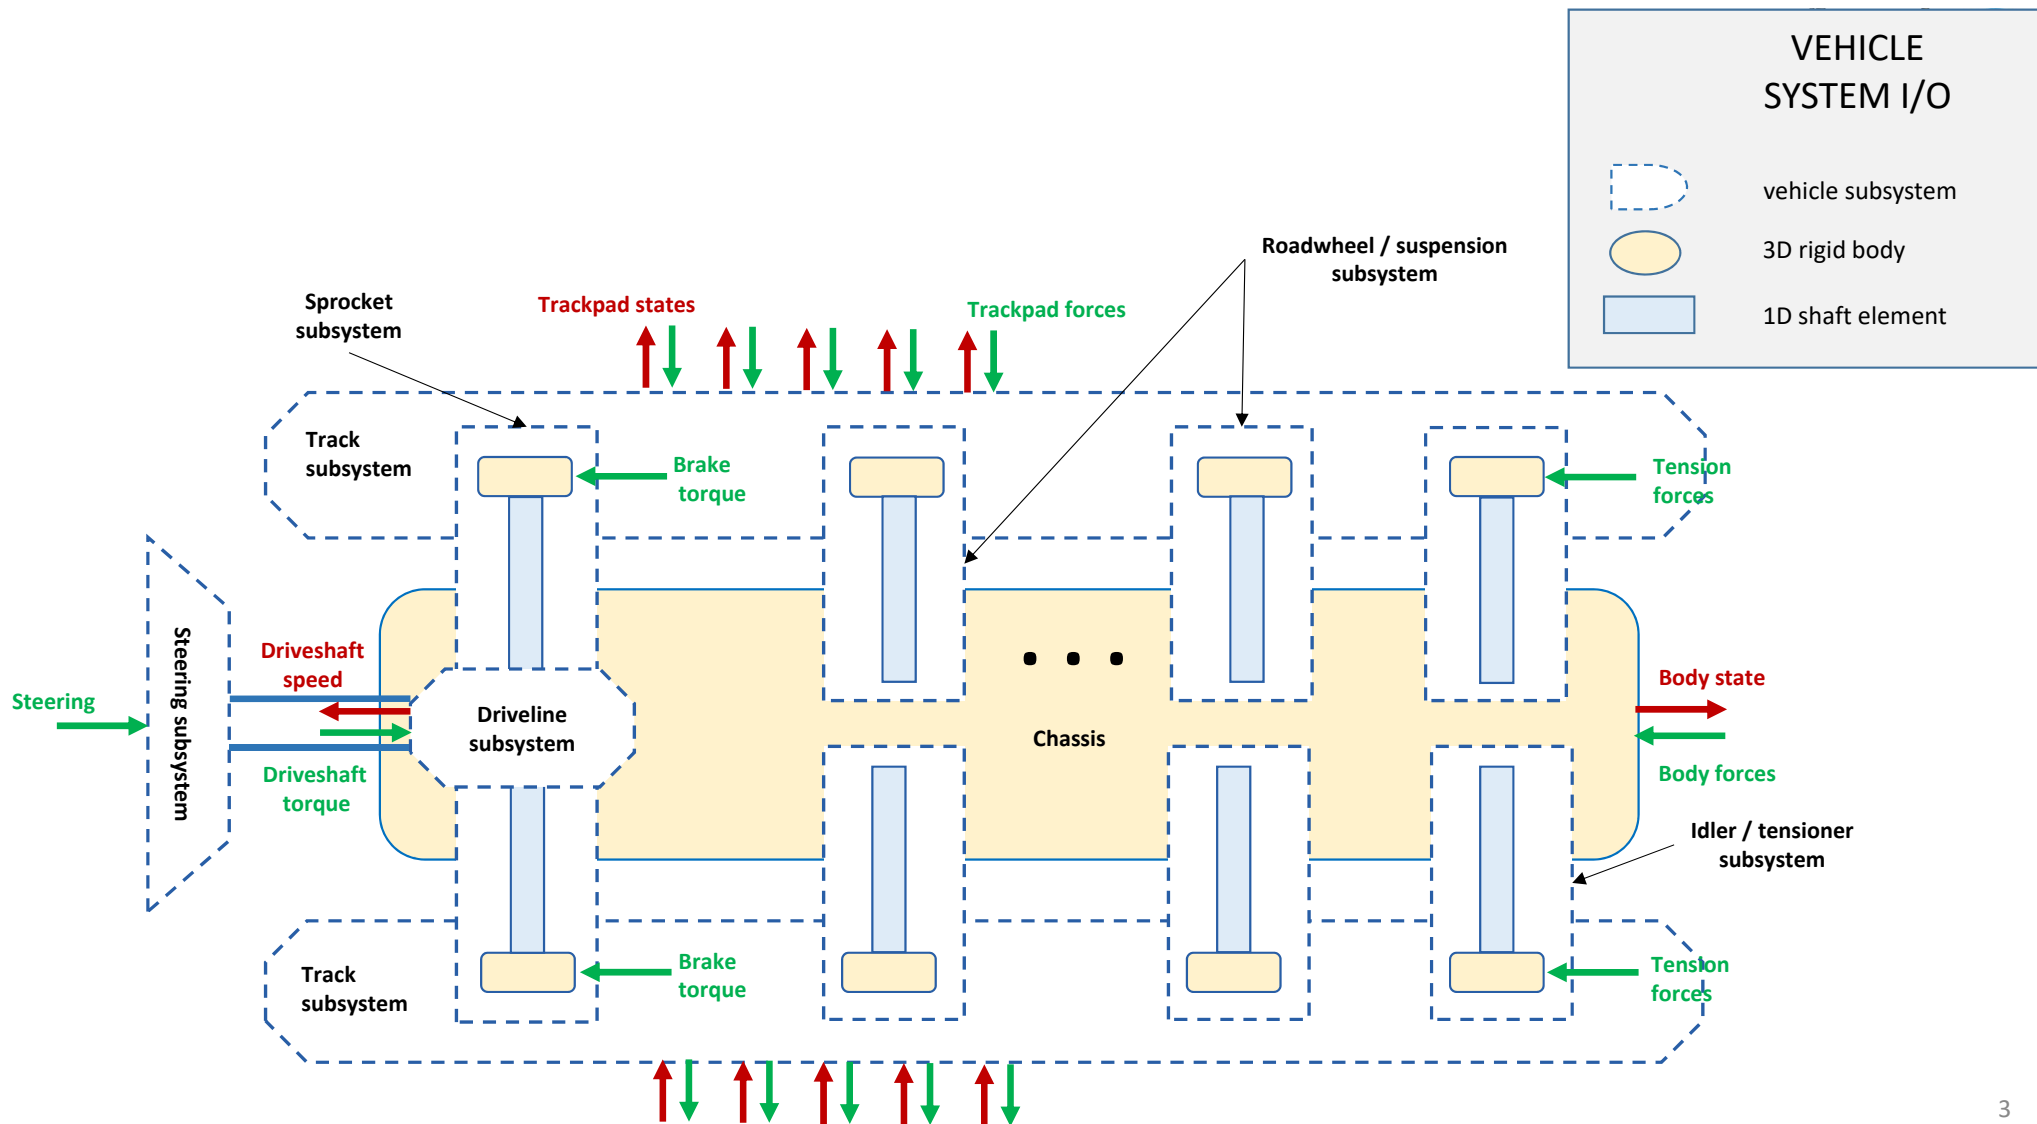 VEHICLE
SYSTEM I/O
vehicle subsystem
3D rigid body
1D shaft element
Roadwheel / suspension
subsystem
Sprocket
subsystem
Trackpad states
Trackpad forces
Track
subsystem
Brake
torque
Tension
forces
Steering subsystem
Driveshaft
speed
Steering
Driveline
subsystem
Chassis
Body state
Driveshaft
torque
Body forces
Idler / tensioner
subsystem
Track
subsystem
Brake
torque
Tension
forces
3